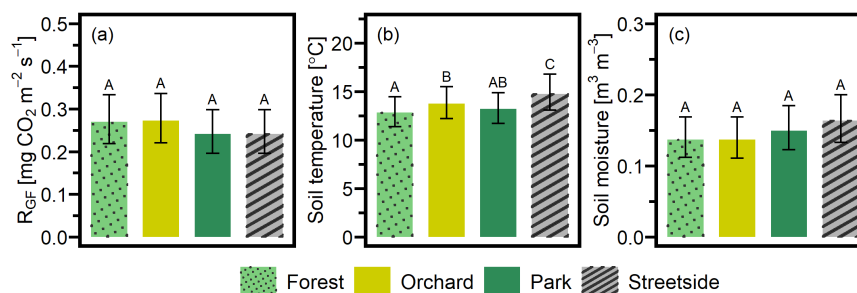 (a)
R_GF [mg CO₂ m⁻² s⁻¹]
0.5
0.4
0.3
0.2
0.1
0.0
A A A A
(b)
Soil temperature [°C]
20
15
10
5
0
A B AB C
(c)
Soil moisture [m³ m⁻³]
0.3
0.2
0.1
0.0
A A A A
Forest Orchard Park Streetside